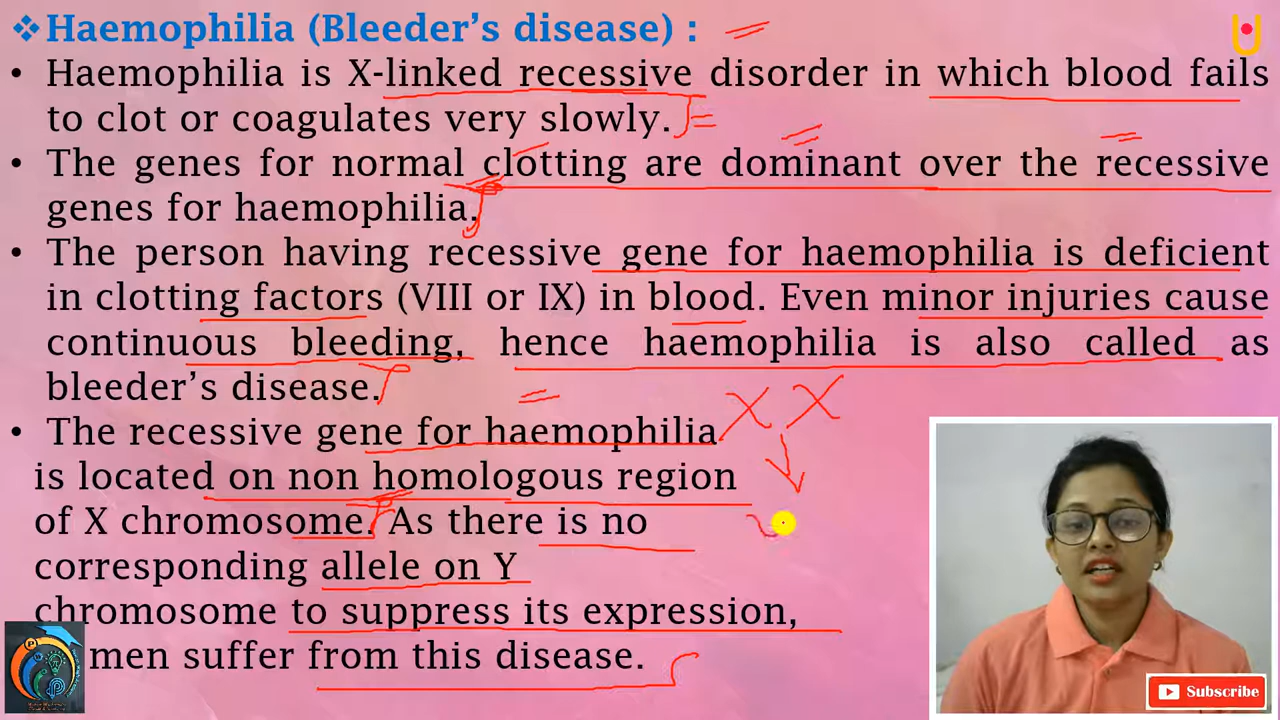 ❖Haemophilia (Bleeder’s disease) :
• Haemophilia is X-linked recessive disorder in which blood fails
to clot or coagulates very slowly.
• The genes for normal clotting are dominant over the recessive
genes for haemophilia.
• The person having recessive gene for haemophilia is deficient
in clotting factors (VIII or IX) in blood. Even minor injuries cause
continuous bleeding, hence haemophilia is also called as
bleeder’s disease.
X X
• The recessive gene for haemophilia
is located on non homologous region
of X chromosome. As there is no
corresponding allele on Y
chromosome to suppress its expression,
men suffer from this disease.
Subscribe